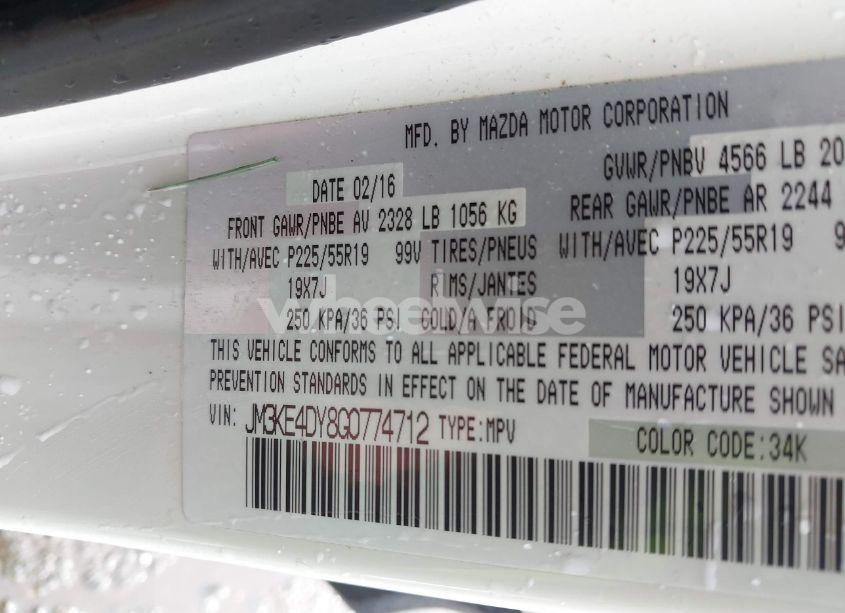 MFD. BY MAZDA MOTOR CORPORATION
DATE 02/16 GVWR/PNBV 4566 LB 20
FRONT GAWR/PNBE AV 2328 LB 1056 KG REAR GAWR/PNBE AR 2244
WITH/AVEC P225/55R19 99V TIRES/PNEUS WITH/AVEC P225/55R19 9
19X7J RIMS/JANTES 19X7J
250 KPA/36 PSI COLD/A FROID 250 KPA/36 PSI
wheelwise
THIS VEHICLE CONFORMS TO ALL APPLICABLE FEDERAL MOTOR VEHICLE SA
PREVENTION STANDARDS IN EFFECT ON THE DATE OF MANUFACTURE SHOWN
VIN: JM3KE4DY8G0774712 TYPE:MPV
COLOR CODE:34K